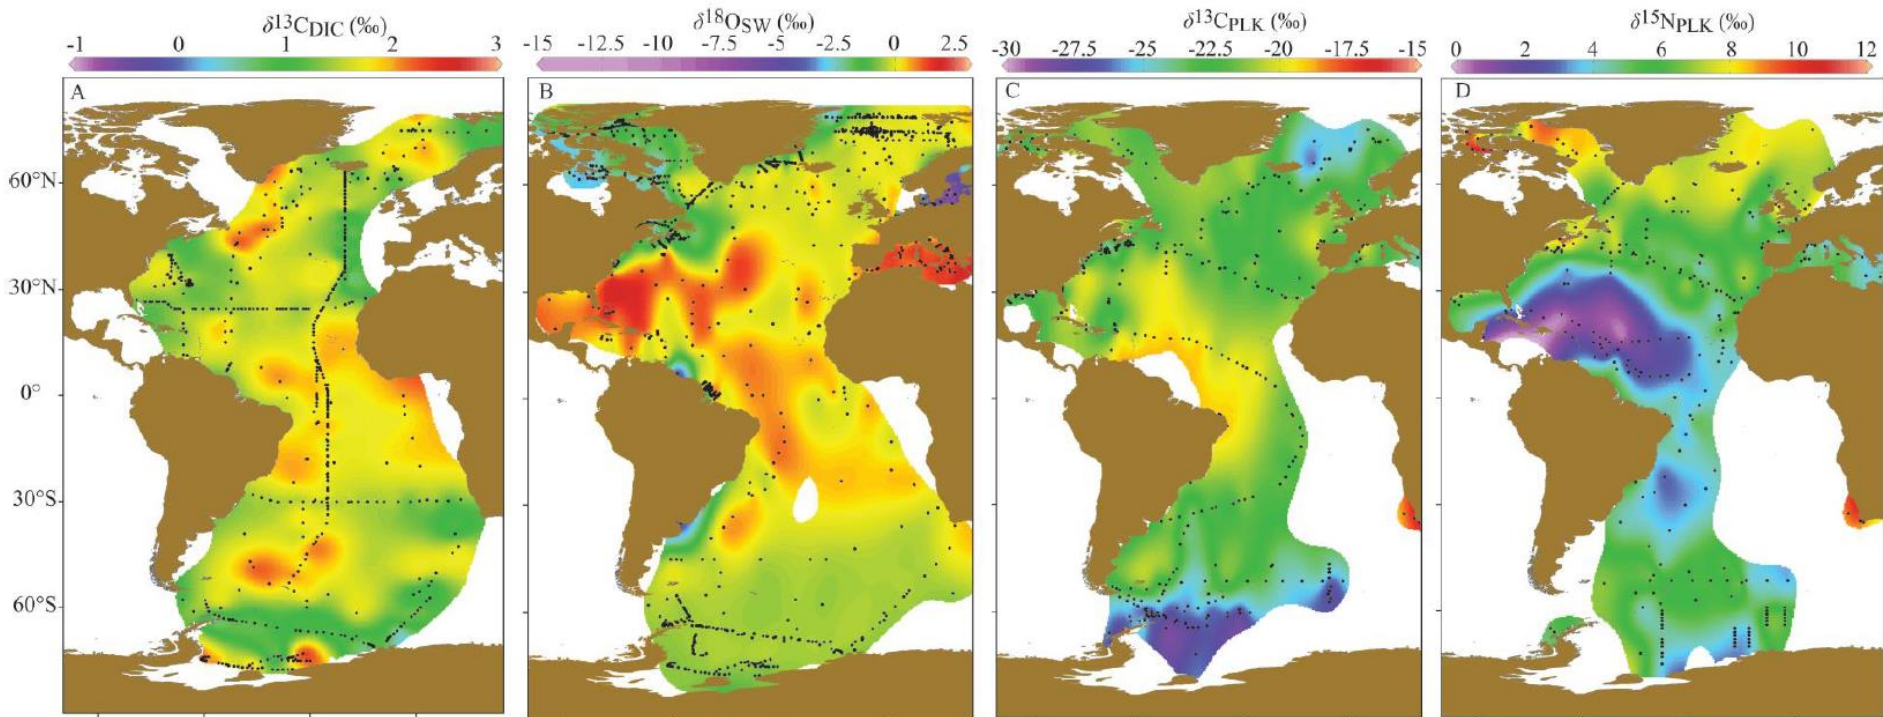 δ13CDIC (‰)
-1 0 1 2 3
δ18OSW (‰)
-15 -12.5 -10 -7.5 -5 -2.5 0 2.5
δ13CPLK (‰)
-30 -27.5 -25 -22.5 -20 -17.5 -15
δ15NPLK (‰)
0 2 4 6 8 10 12
A
B
C
D
60°N
30°N
0°
30°S
60°S